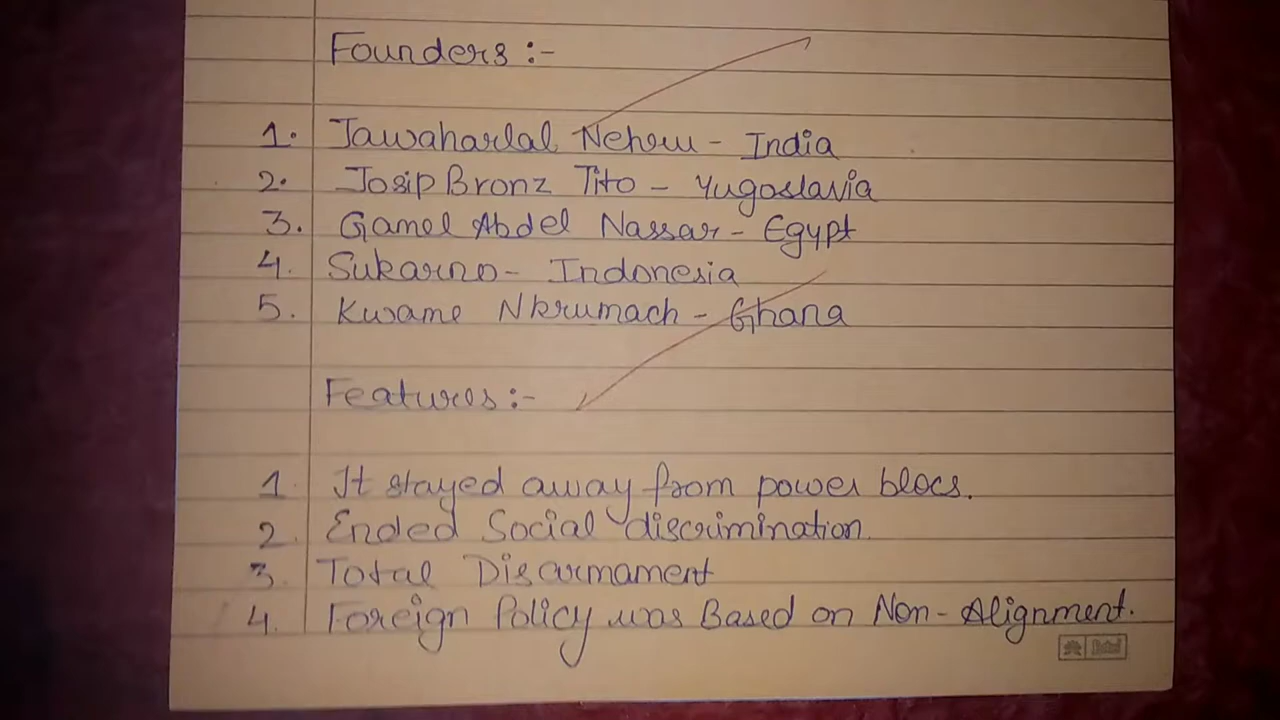 Founders :-
1. Jawaharlal Nehru - India
2. Josip Bronz Tito - Yugoslavia
3. Gamel Abdel Nassar - Egypt
4. Sukarno - Indonesia
5. Kwame Nkrumach - Ghana
Features :-
1 It stayed away from power blocs.
2. Ended Social discrimination.
3. Total Disarmament
4. Foreign Policy was Based on Non-Alignment.